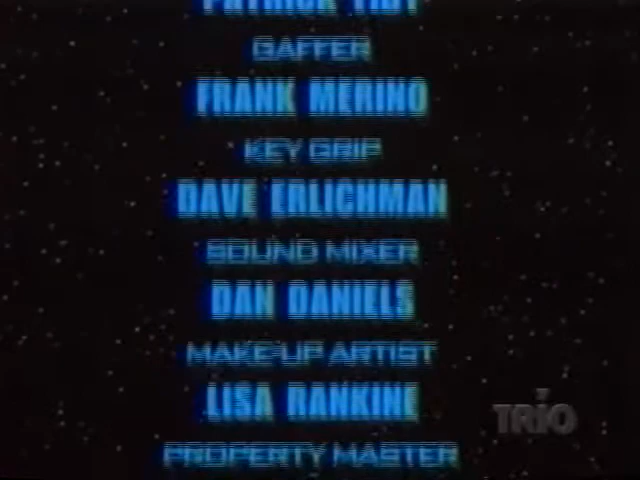 PATRICK
GAFFER
FRANK MERINO
KEY GRIP
DAVE ERLICHMAN
SOUND MIXER
DAN DANIELS
MAKE-UP ARTIST
LISA RANKINE
PROPERTY MASTER
TRIO